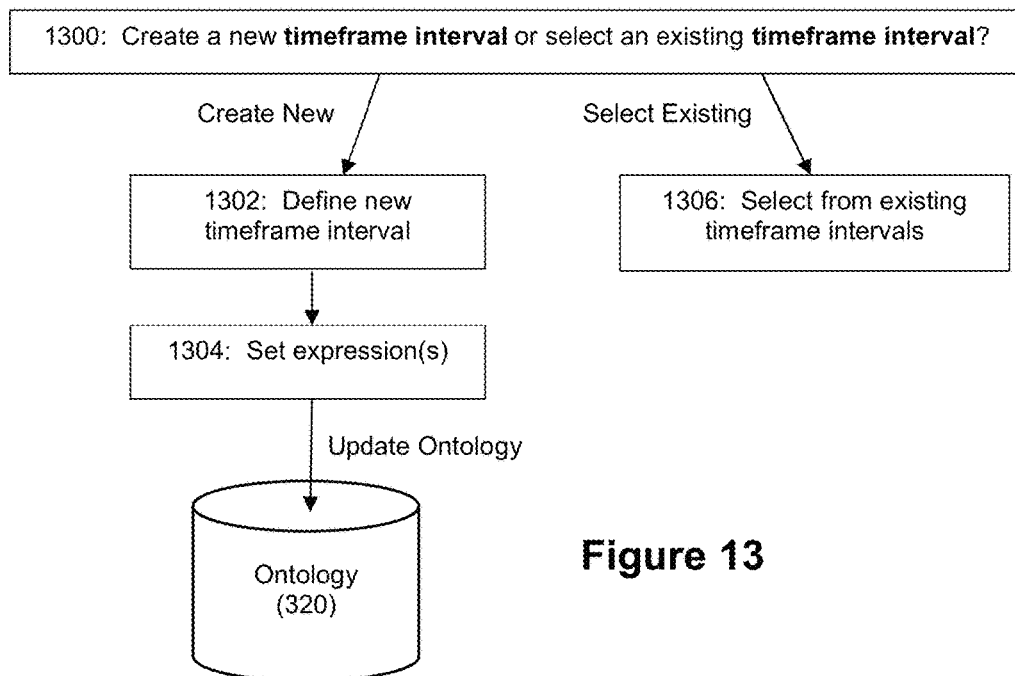 1300: Create a new timeframe interval or select an existing timeframe interval?
Create New
Select Existing
1302: Define new
timeframe interval
1306: Select from existing
timeframe intervals
1304: Set expression(s)
Update Ontology
Ontology
(320)
Figure 13